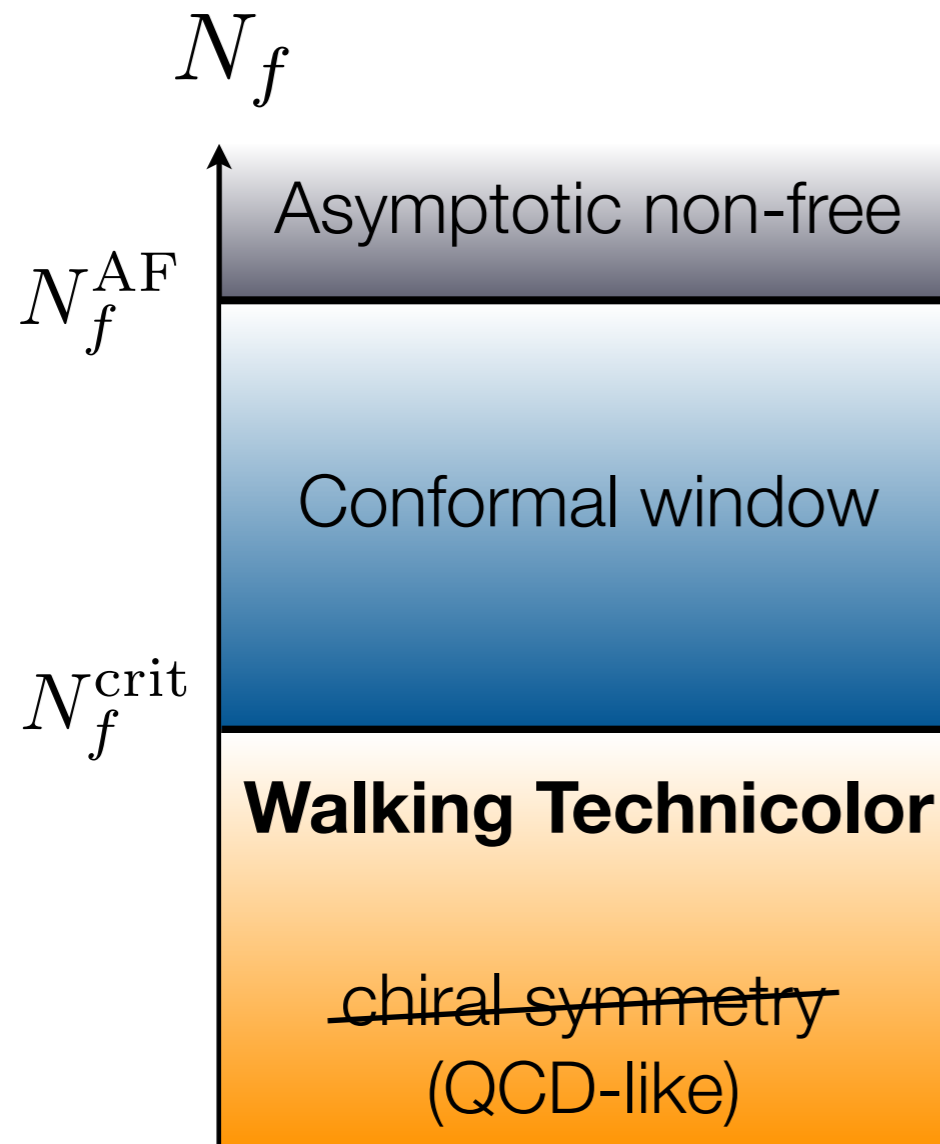 N_f
Asymptotic non-free
N_f^AF
Conformal window
N_f^crit
Walking Technicolor
chiral symmetry
(QCD-like)